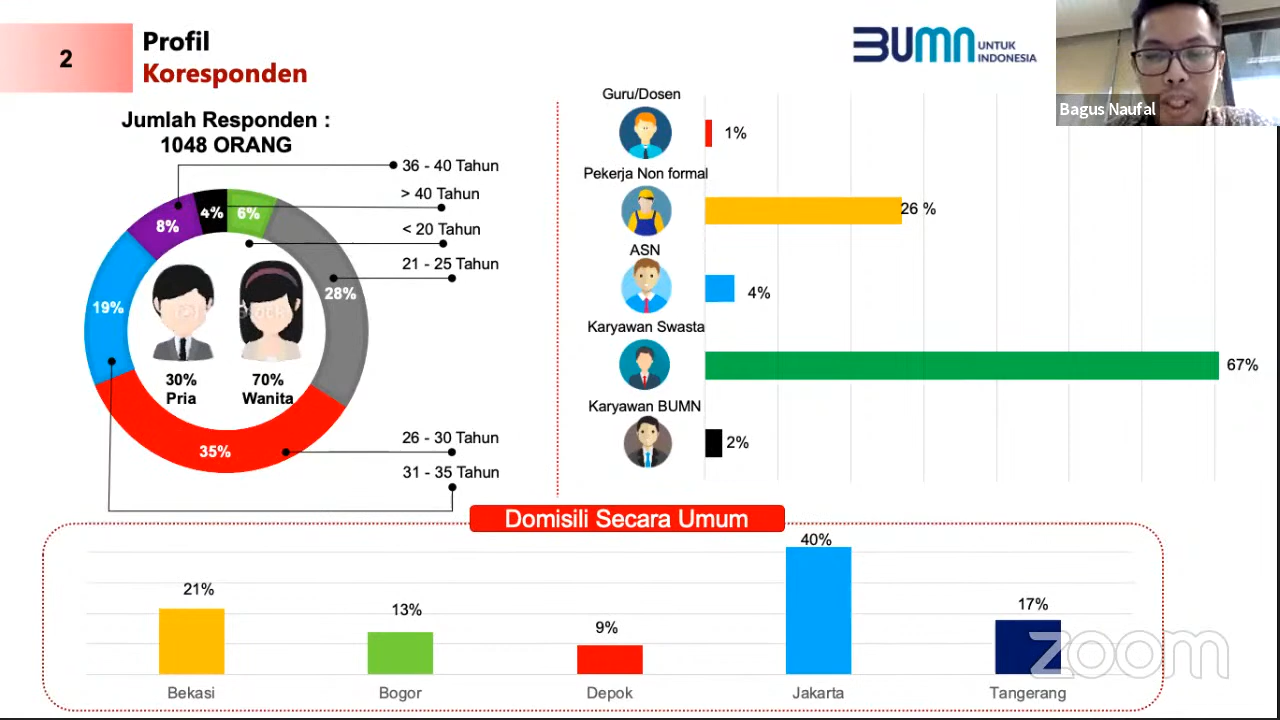 2
Profil
Koresponden
BUMN
UNTUK
INDONESIA
Bagus Naufal
Jumlah Responden :
1048 ORANG
36 - 40 Tahun
> 40 Tahun
< 20 Tahun
21 - 25 Tahun
4%
6%
8%
28%
19%
35%
30%
Pria
70%
Wanita
26 - 30 Tahun
31 - 35 Tahun
Guru/Dosen
1%
Pekerja Non formal
26 %
ASN
4%
Karyawan Swasta
67%
Karyawan BUMN
2%
Domisili Secara Umum
21%
13%
9%
40%
17%
Bekasi
Bogor
Depok
Jakarta
Tangerang
zoom